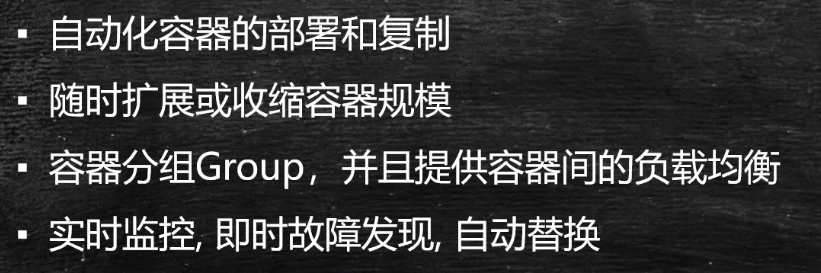 ▪ 自动化容器的部署和复制
▪ 随时扩展或收缩容器规模
▪ 容器分组Group，并且提供容器间的负载均衡
▪ 实时监控, 即时故障发现, 自动替换